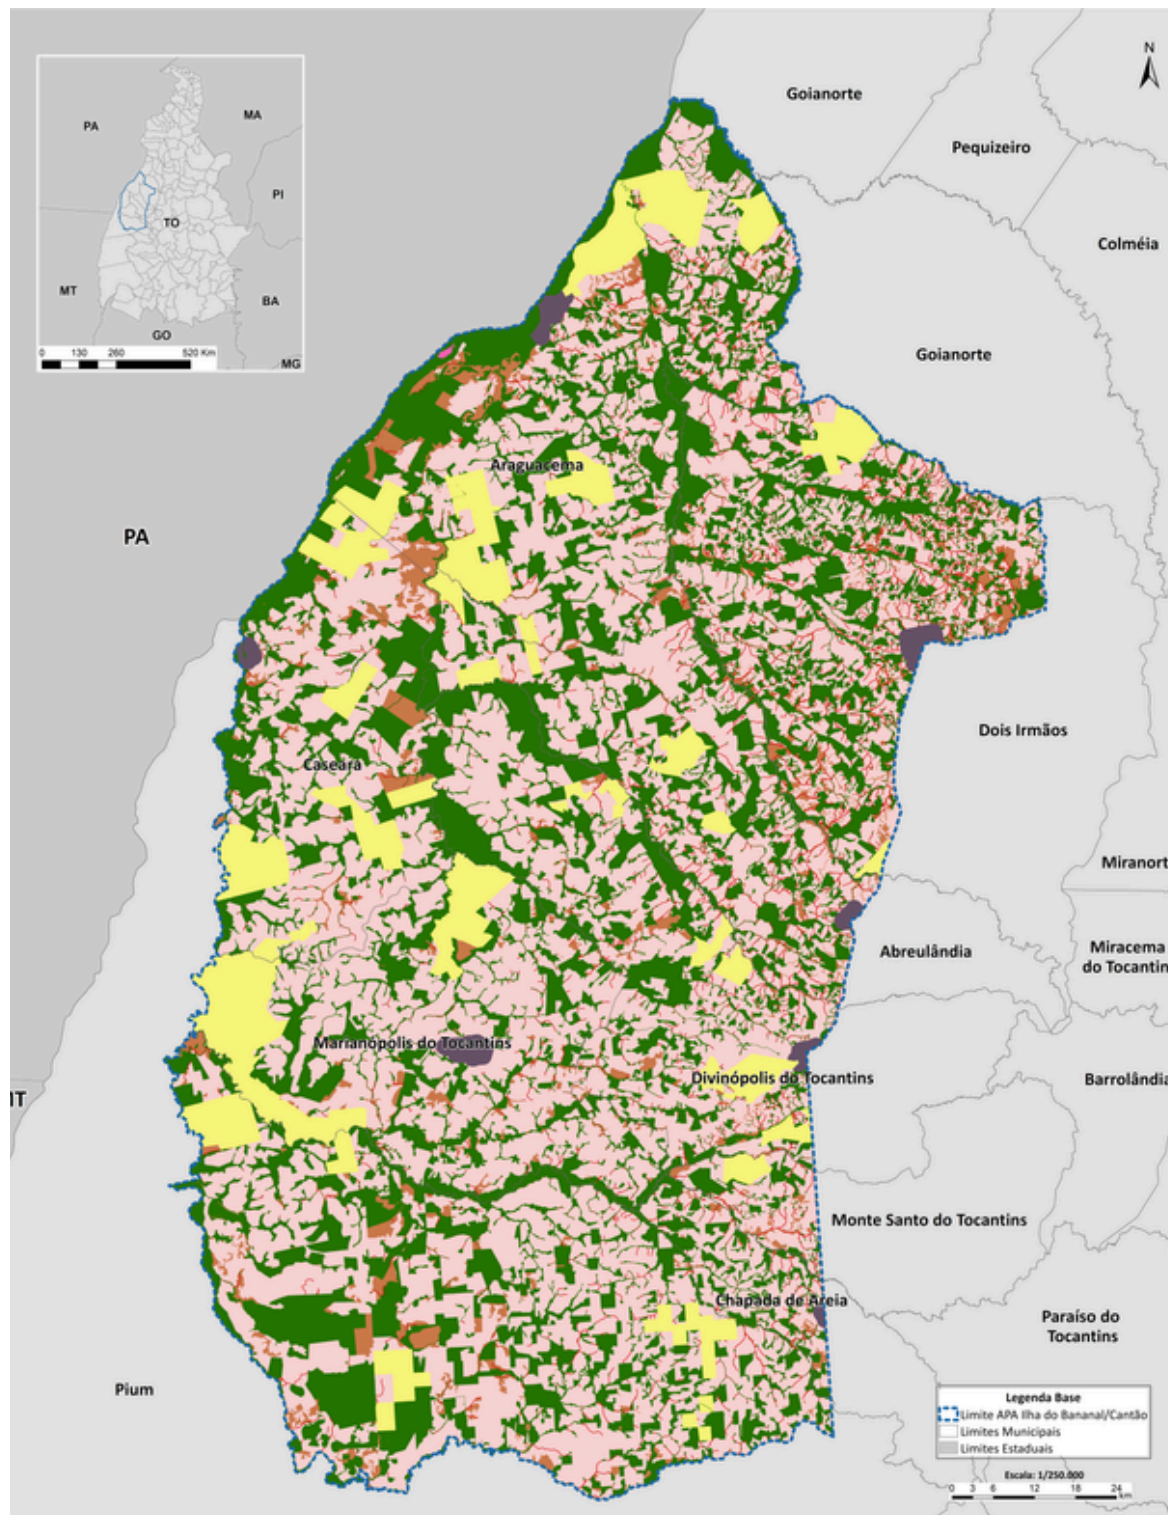 N
Goianorte
PA
MA
Pequizeiro
PI
TO
Colméia
MT
BA
GO
0 130 260 520 Km
MG
Goianorte
Araguacema
PA
Dois Irmãos
Caseara
Miranort
Abreulândia
Miracema
do Tocantin
Marianópolis do Tocantins
Divinópolis do Tocantins
Barrolândia
IT
Monte Santo do Tocantins
Chapada de Areia
Paraíso do
Tocantins
Pium
Legenda Base
Limite APA Ilha do Bananal/Cantão
Limites Municipais
Limites Estaduais
Escala: 1/250.000
0 3 6 12 18 24
km